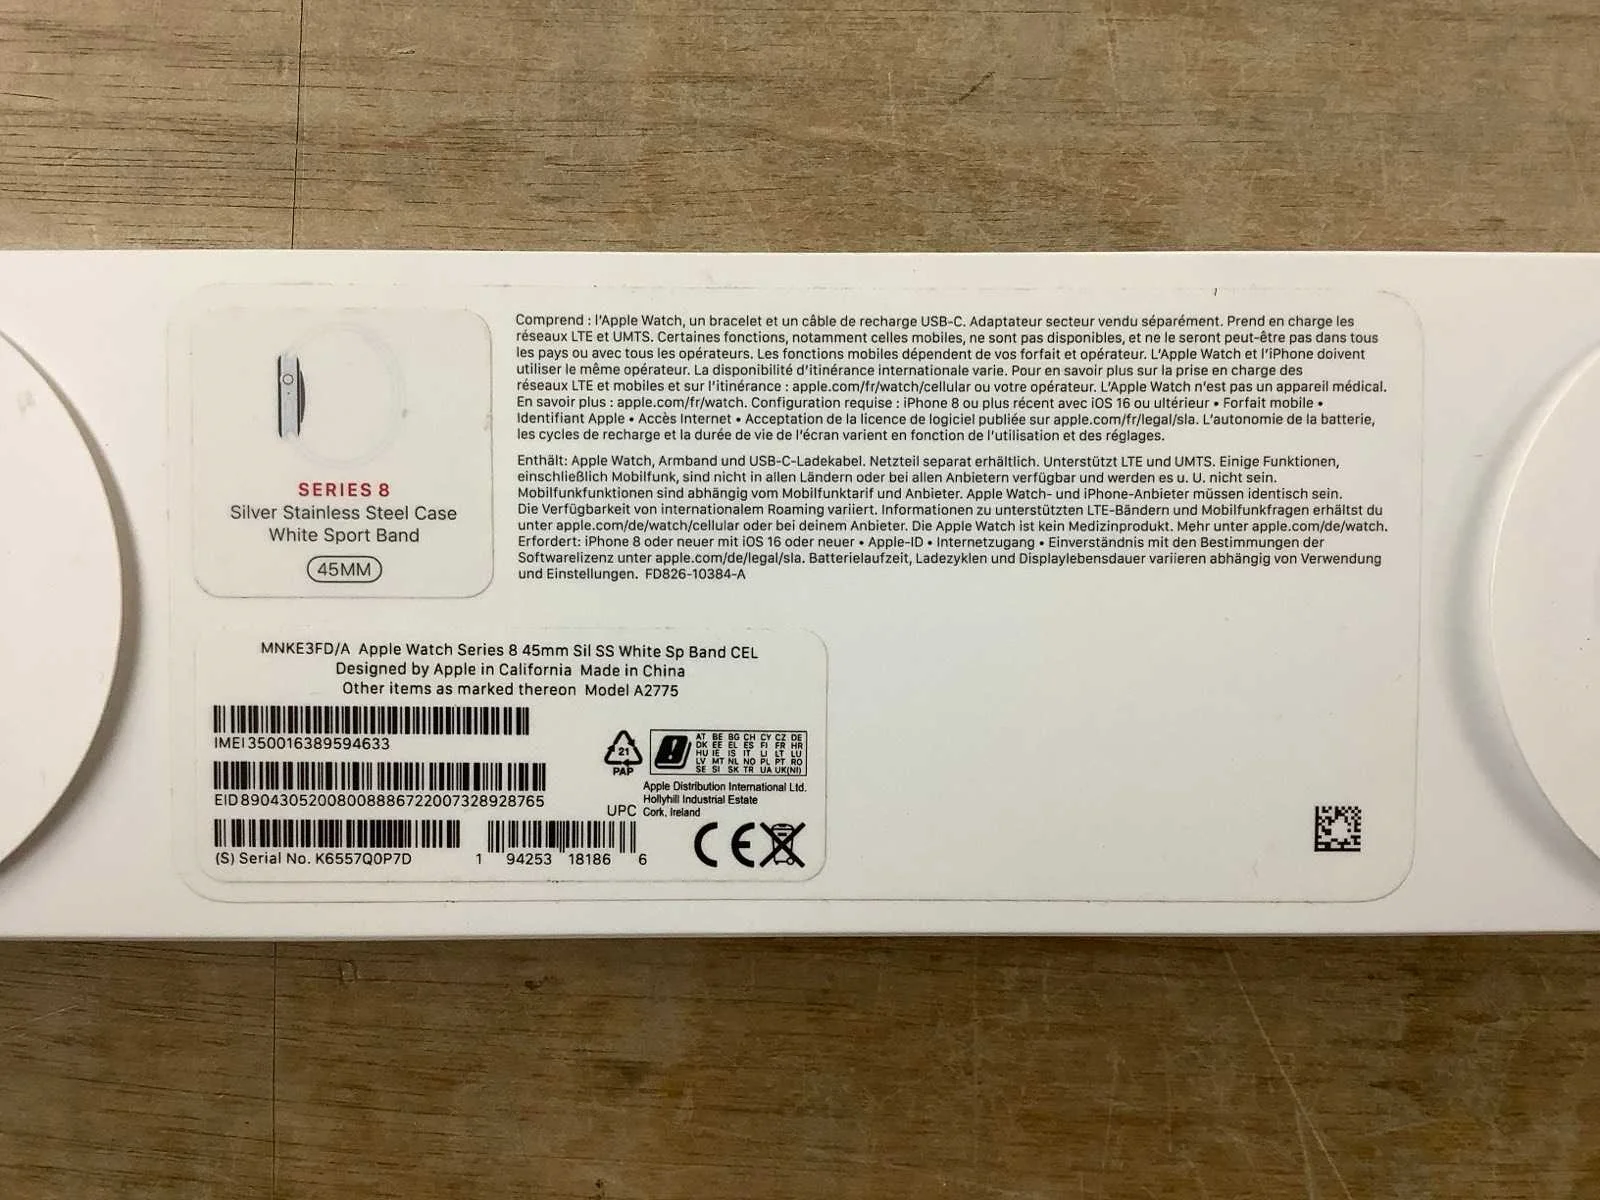 SERIES 8
Silver Stainless Steel Case
White Sport Band
45MM
Comprend : l'Apple Watch, un bracelet et un câble de recharge USB-C. Adaptateur secteur vendu séparément. Prend en charge les
réseaux LTE et UMTS. Certaines fonctions, notamment celles mobiles, ne sont pas disponibles, et ne le seront peut-être pas dans tous
les pays ou avec tous les opérateurs. Les fonctions mobiles dépendent de vos forfait et opérateur. L'Apple Watch et l'iPhone doivent
utiliser le même opérateur. La disponibilité d'itinérance internationale varie. Pour en savoir plus sur la prise en charge des
réseaux LTE et mobiles et sur l'itinérance : apple.com/fr/watch/cellular ou votre opérateur. L'Apple Watch n'est pas un appareil médical.
En savoir plus : apple.com/fr/watch. Configuration requise : iPhone 8 ou plus récent avec iOS 16 ou ultérieur • Forfait mobile •
Identifiant Apple • Accès Internet • Acceptation de la licence de logiciel publiée sur apple.com/fr/legal/sla. L'autonomie de la batterie,
les cycles de recharge et la durée de vie de l'écran varient en fonction de l'utilisation et des réglages.
Enthält: Apple Watch, Armband und USB-C-Ladekabel. Netzteil separat erhältlich. Unterstützt LTE und UMTS. Einige Funktionen,
einschließlich Mobilfunk, sind nicht in allen Ländern oder bei allen Anbietern verfügbar und werden es u. U. nicht sein.
Mobilfunkfunktionen sind abhängig vom Mobilfunktarif und Anbieter. Apple Watch- und iPhone-Anbieter müssen identisch sein.
Die Verfügbarkeit von internationalem Roaming variiert. Informationen zu unterstützten LTE-Bändern und Mobilfunkfragen erhältst du
unter apple.com/de/watch/cellular oder bei deinem Anbieter. Die Apple Watch ist kein Medizinprodukt. Mehr unter apple.com/de/watch.
Erfordert: iPhone 8 oder neuer mit iOS 16 oder neuer • Apple-ID • Internetzugang • Einverständnis mit den Bestimmungen der
Softwarelizenz unter apple.com/de/legal/sla. Batterielaufzeit, Ladezyklen und Displaylebensdauer variieren abhängig von Verwendung
und Einstellungen. FD826-10384-A
MNKE3FD/A Apple Watch Series 8 45mm Sil SS White Sp Band CEL
Designed by Apple in California Made in China
Other items as marked thereon Model A2775
IMEI 350016389594633
EID 89043052008008886722007328928765
(S) Serial No. K6557Q0P7D
UPC
1 94253 18186 6
21
PAP
AT BE BG CH CY CZ DE
DK EE EL ES FI FR HR
HU IE IS IT LI LT LU
LV MT NL NO PL PT RO
SE SI SK TR UA UK(NI)
Apple Distribution International Ltd.
Hollyhill Industrial Estate
Cork, Ireland
CE